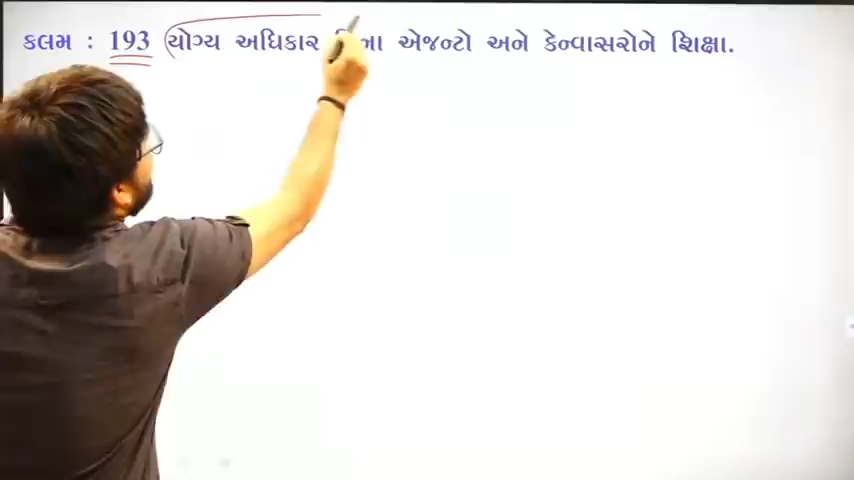 કલમ : 193 યોગ્ય અધિકાર એજન્ટો અને કેન્વાસરોને શિક્ષા.